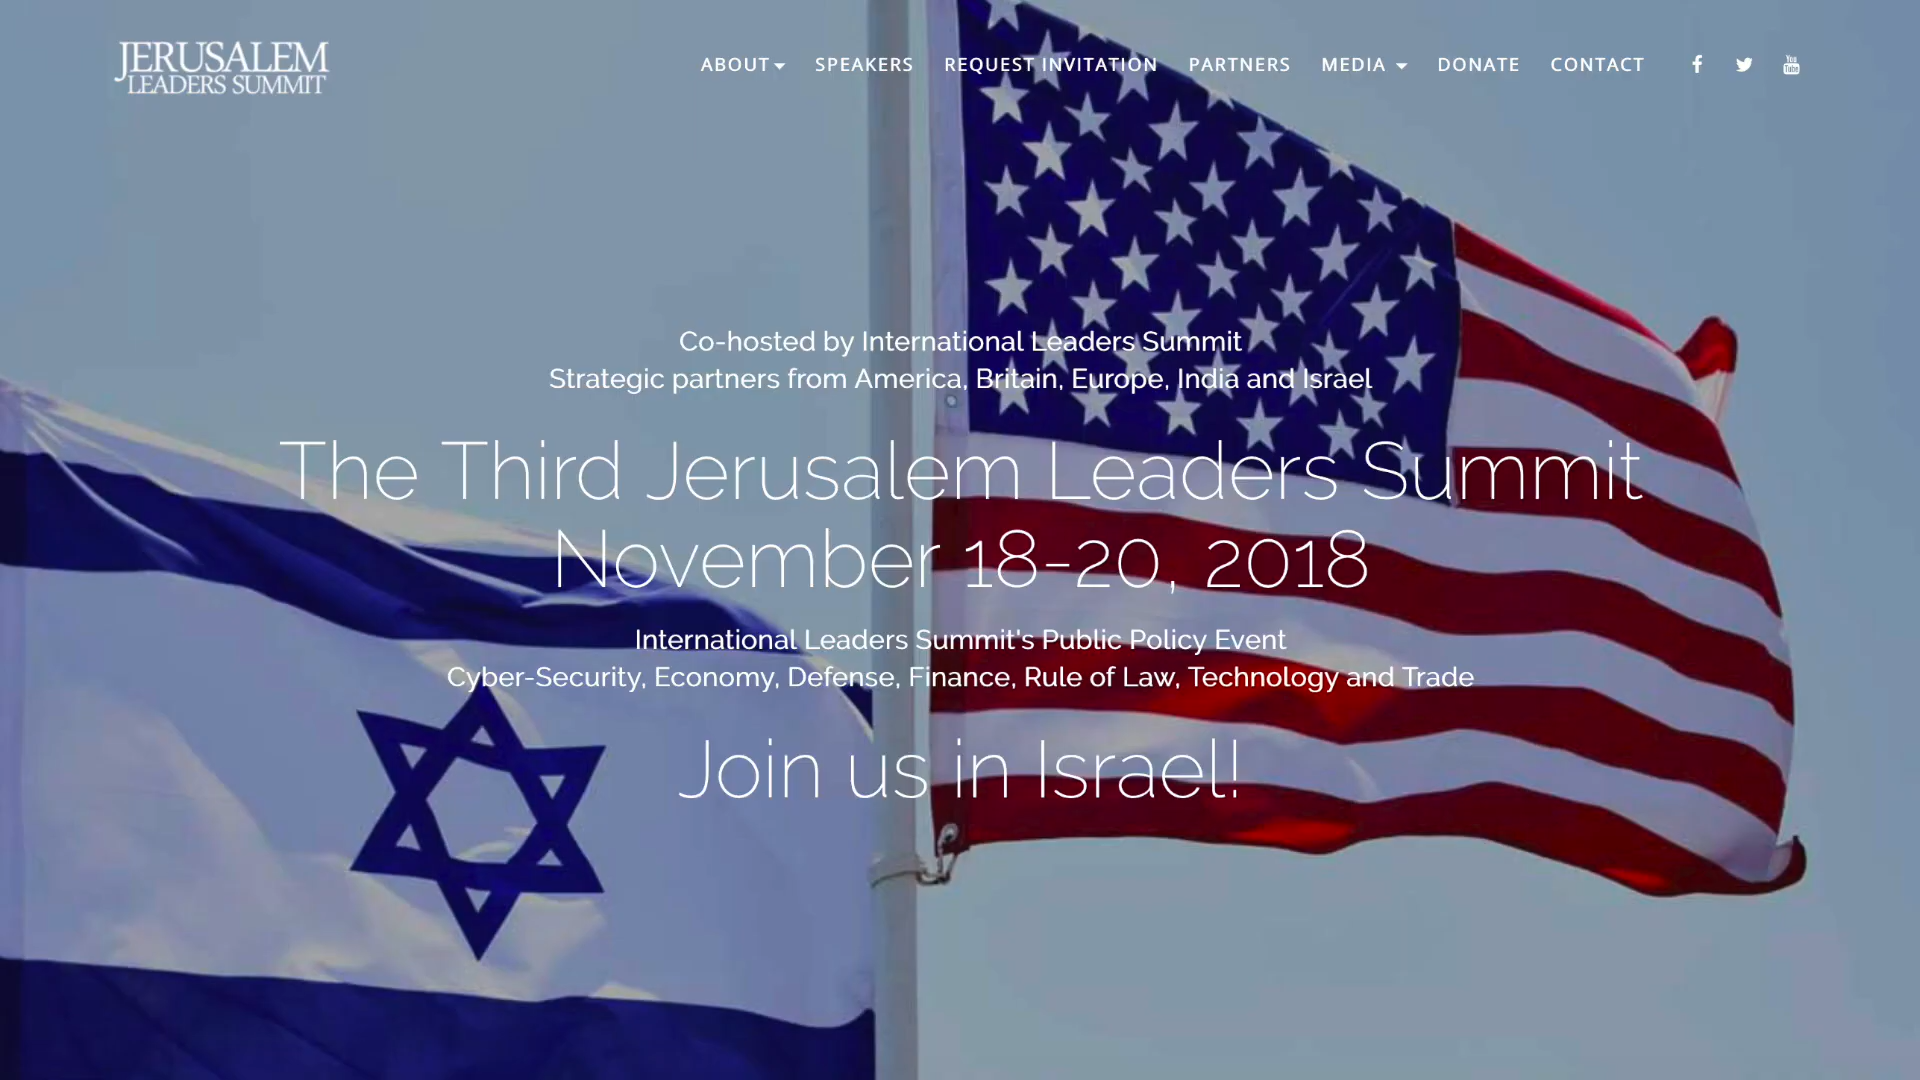 JERUSALEM
LEADERS SUMMIT
ABOUT SPEAKERS REQUEST INVITATION PARTNERS MEDIA DONATE CONTACT You Tube
Co-hosted by International Leaders Summit
Strategic partners from America, Britain, Europe, India and Israel
The Third Jerusalem Leaders Summit
November 18-20, 2018
International Leaders Summit's Public Policy Event
Cyber-Security, Economy, Defense, Finance, Rule of Law, Technology and Trade
Join us in Israel!